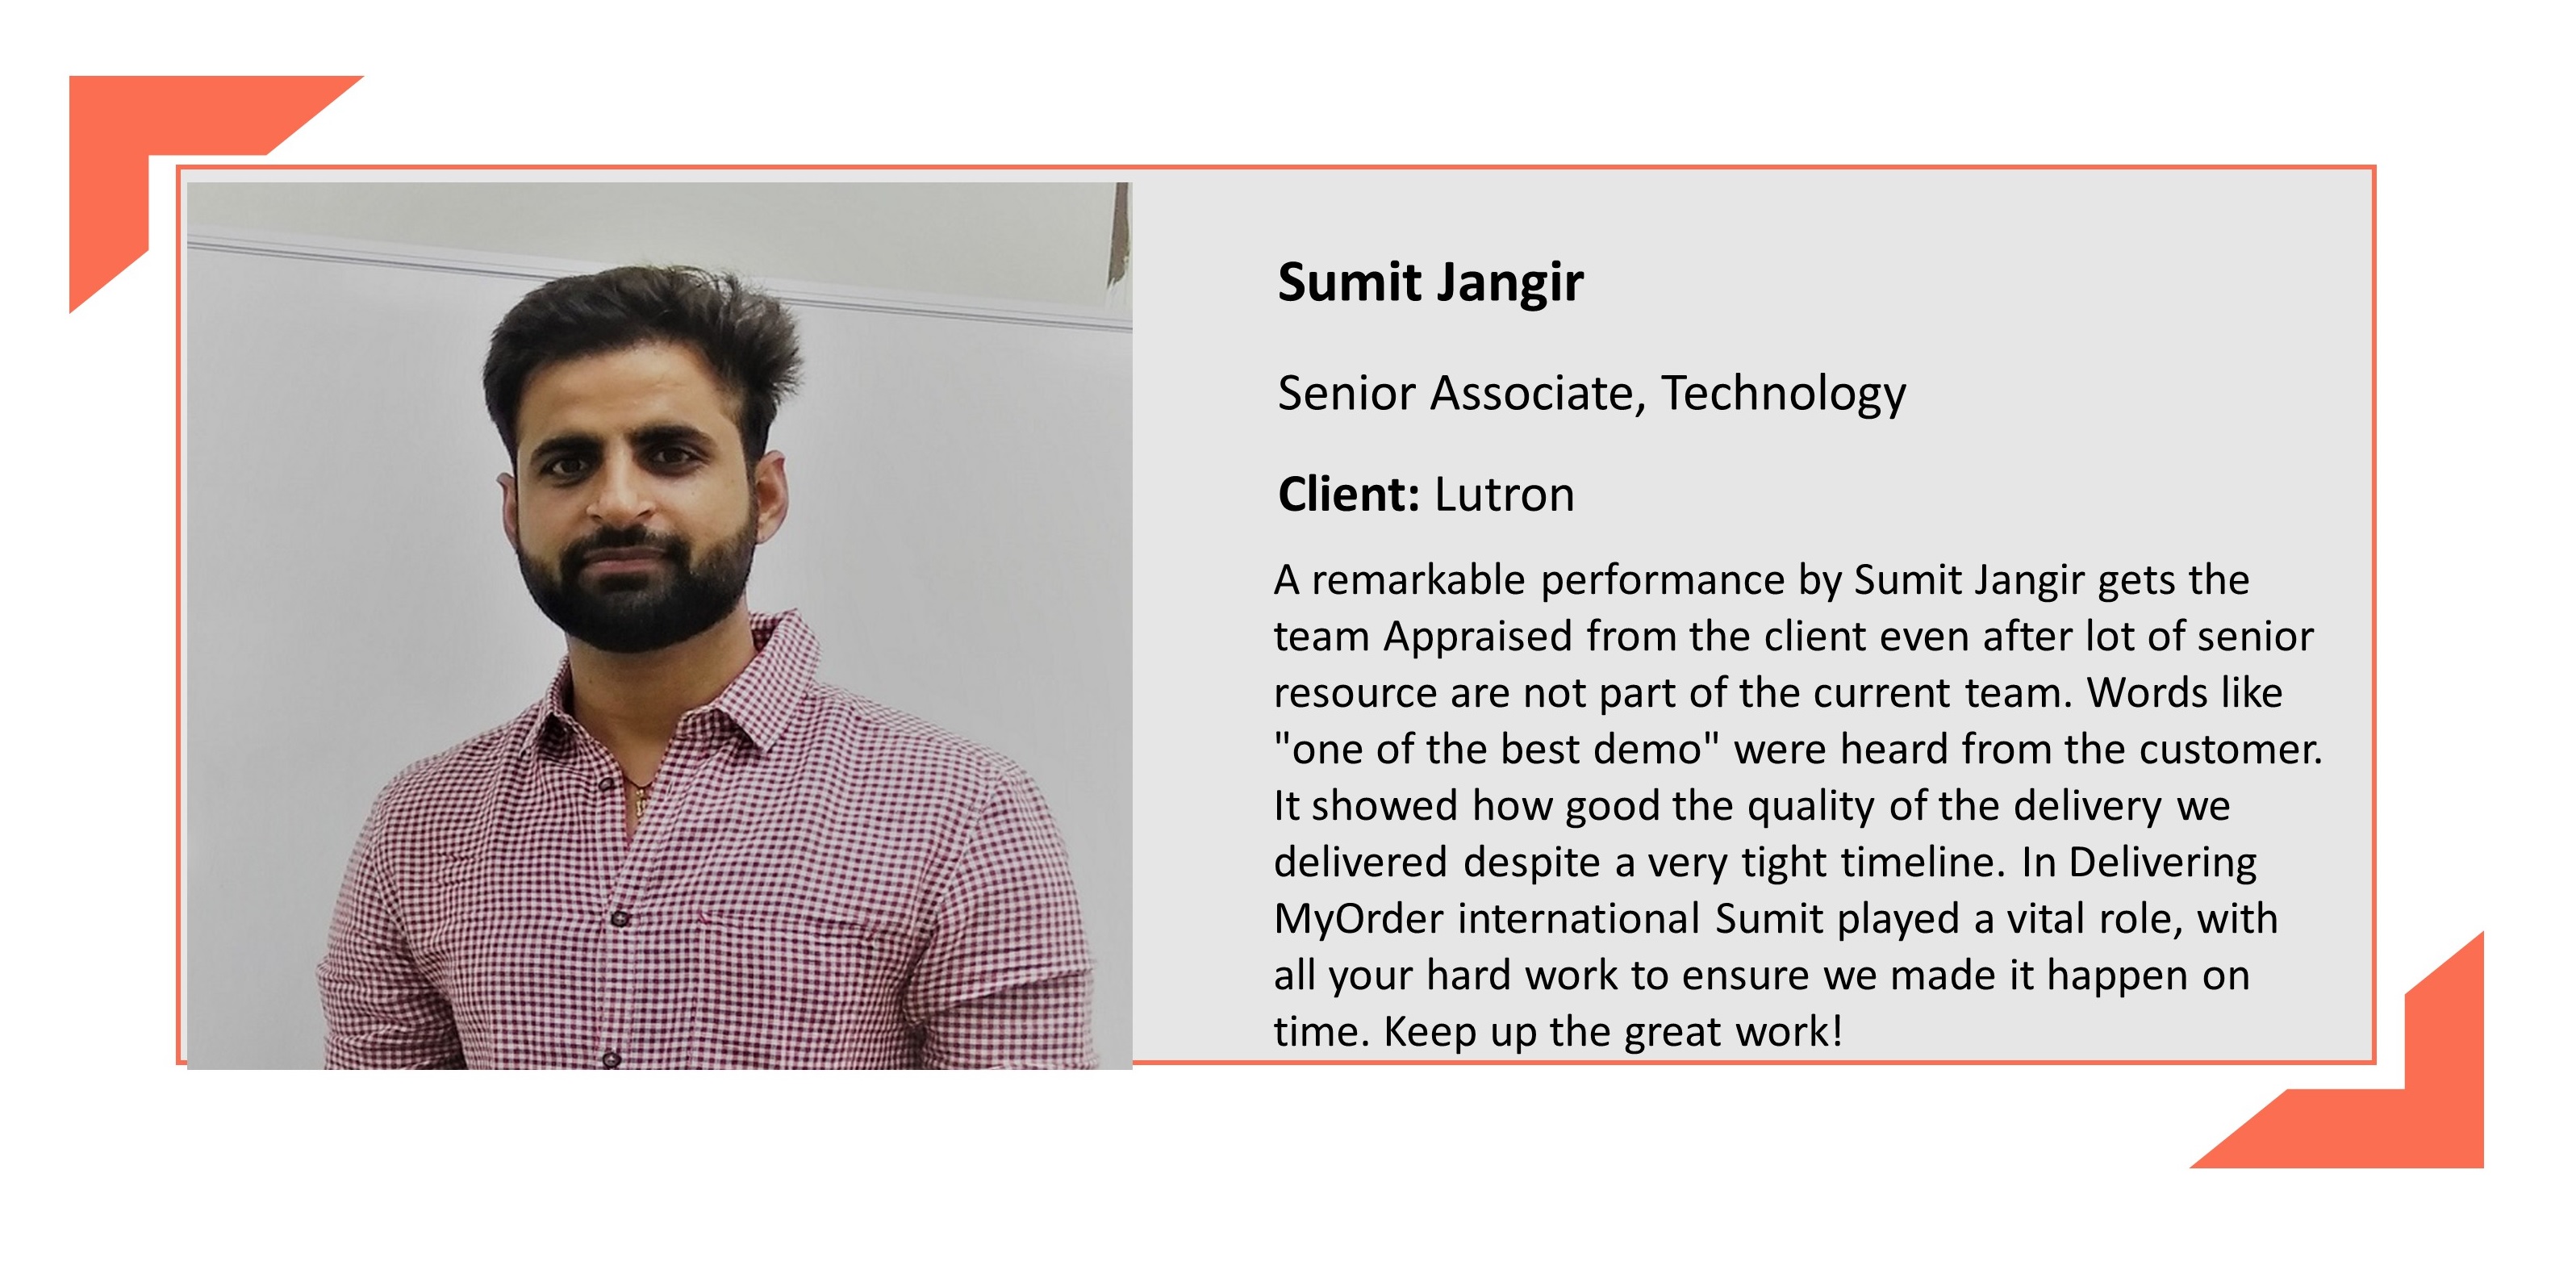 Sumit Jangir
Senior Associate, Technology
Client: Lutron
A remarkable performance by Sumit Jangir gets the
team Appraised from the client even after lot of senior
resource are not part of the current team. Words like
"one of the best demo" were heard from the customer.
It showed how good the quality of the delivery we
delivered despite a very tight timeline. In Delivering
MyOrder international Sumit played a vital role, with
all your hard work to ensure we made it happen on
time. Keep up the great work!